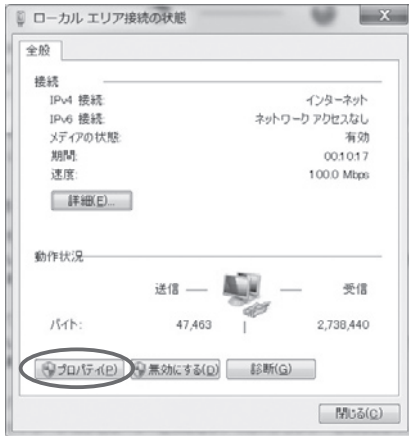 ローカル エリア接続の状態
X
全般
接続
IPv4 接続: インターネット
IPv6 接続: ネットワーク アクセスなし
メディアの状態: 有効
期間: 00:10:17
速度: 100.0 Mbps
詳細(E)...
動作状況
送信 — — 受信
バイト: 47,463 | 2,738,440
プロパティ(P) 無効にする(D) 診断(G)
閉じる(C)